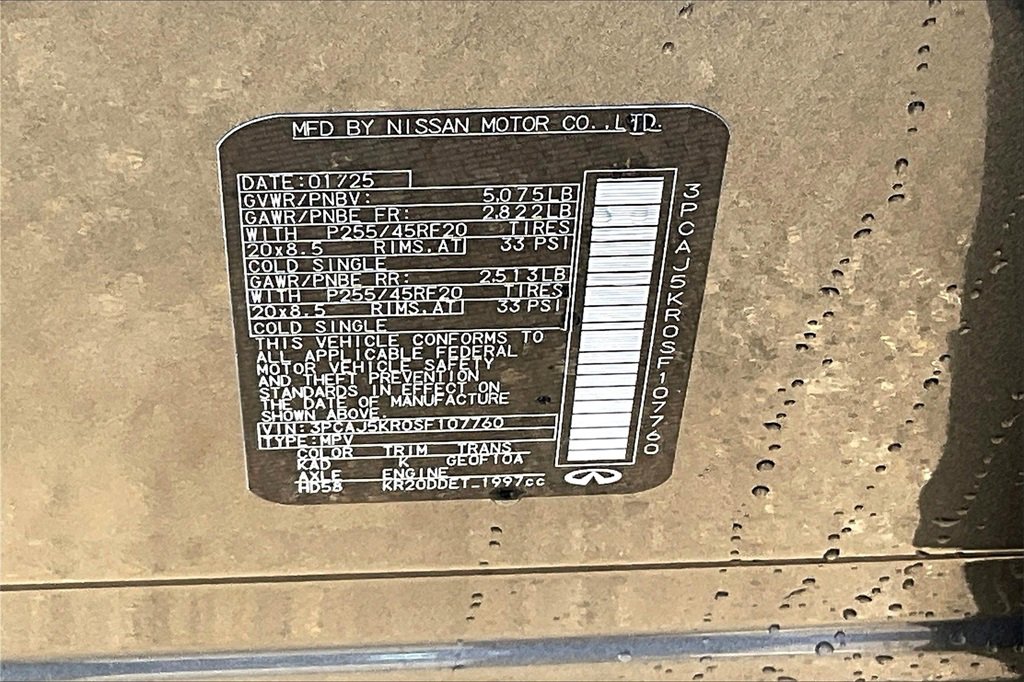 MFD BY NISSAN MOTOR CO.,LTD.
DATE:01/25
GVWR/PNBV: 5,075LB
GAWR/PNBE FR: 2,822LB
WITH P255/45RF20 TIRES
20x8.5 RIMS.AT 33 PSI
COLD SINGLE
GAWR/PNBE RR: 2,513LB
WITH P255/45RF20 TIRES
20x8.5 RIMS.AT 33 PSI
COLD SINGLE
THIS VEHICLE CONFORMS TO
ALL APPLICABLE FEDERAL
MOTOR VEHICLE SAFETY
AND THEFT PREVENTION
STANDARDS IN EFFECT ON
THE DATE OF MANUFACTURE
SHOWN ABOVE.
VIN:3PCAJ5KR0SF107760
TYPE:MPV
COLOR TRIM TRANS
KAD K GE0F10A
AXLE ENGINE
HD58 KR20DDET_1997cc
3PCAJ5KR0SF107760